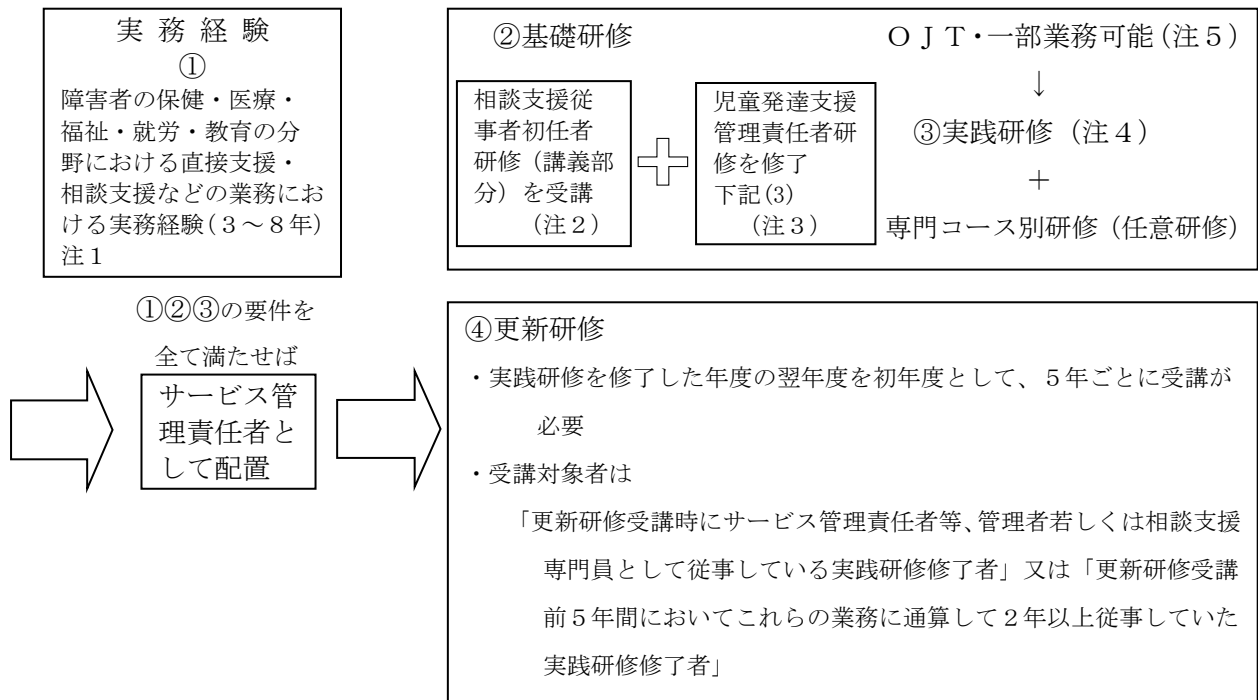 実 務 経 験
①
障害者の保健・医療・
福祉・就労・教育の分
野における直接支援・
相談支援などの業務にお
ける実務経験(３～８年)
注１
②基礎研修
相談支援従
事者初任者
研修（講義部
分）を受講
（注２）
児童発達支援
管理責任者研
修を修了
下記(3)
（注３）
ＯＪＴ・一部業務可能(注５)
↓
③実践研修（注４）
＋
専門コース別研修（任意研修）
①②③の要件を
全て満たせば
サービス管
理責任者と
して配置
④更新研修
・実践研修を修了した年度の翌年度を初年度として、５年ごとに受講が
必要
・受講対象者は
「更新研修受講時にサービス管理責任者等、管理者若しくは相談支援
専門員として従事している実践研修修了者」又は「更新研修受講
前５年間においてこれらの業務に通算して２年以上従事していた
実践研修修了者」